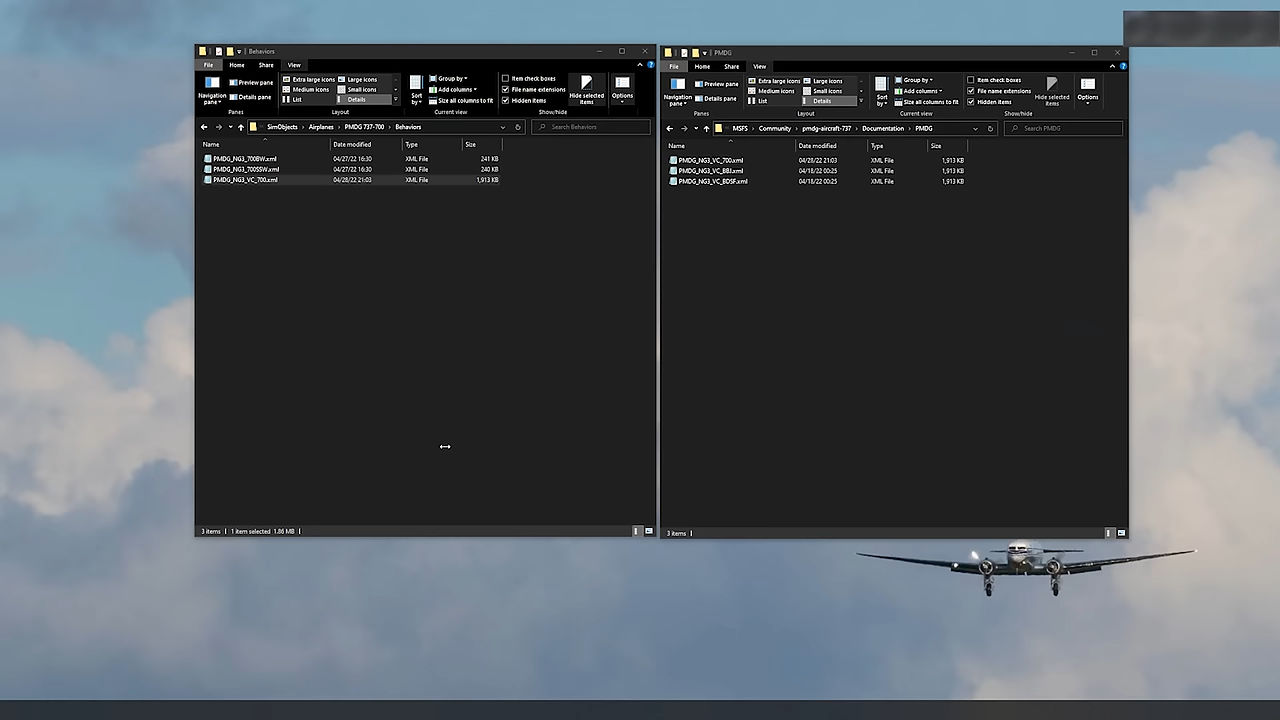 Behaviors
File Home Share View
Navigation pane
Preview pane
Details pane
Panes
Extra large icons Large icons
Medium icons Small icons
List Details
Layout
Sort by
Group by
Add columns
Size all columns to fit
Current view
Item check boxes
File name extensions
Hidden items
Hide selected items
Show/hide
Options
SimObjects Airplanes PMDG 737-700 Behaviors
Search Behaviors
Name Date modified Type Size
PMDG_NG3_700BW.xml 04/27/22 16:30 XML File 241 KB
PMDG_NG3_700SSW.xml 04/27/22 16:30 XML File 240 KB
PMDG_NG3_VC_700.xml 04/28/22 21:03 XML File 1,913 KB
3 items 1 item selected 1.86 MB
PMDG
File Home Share View
Navigation pane
Preview pane
Details pane
Panes
Extra large icons Large icons
Medium icons Small icons
List Details
Layout
Sort by
Group by
Add columns
Size all columns to fit
Current view
Item check boxes
File name extensions
Hidden items
Hide selected items
Show/hide
Options
MSFS Community pmdg-aircraft-737 Documentation PMDG
Search PMDG
Name Date modified Type Size
PMDG_NG3_VC_700.xml 04/28/22 21:03 XML File 1,913 KB
PMDG_NG3_VC_BBJ.xml 04/18/22 00:25 XML File 1,913 KB
PMDG_NG3_VC_BDSF.xml 04/18/22 00:25 XML File 1,913 KB
3 items